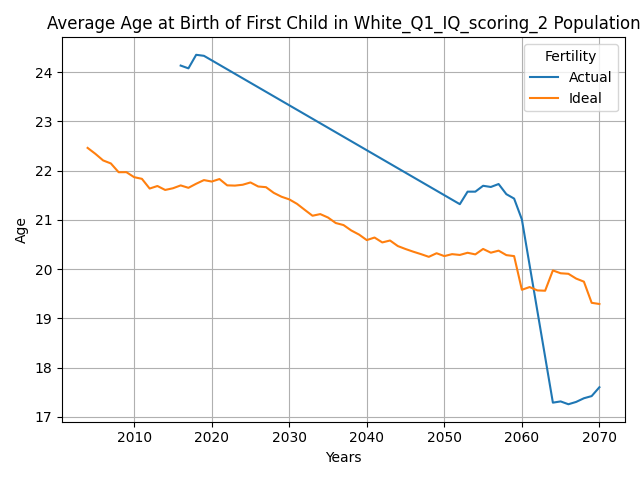 Average Age at Birth of First Child in White_Q1_IQ_scoring_2 Population
Fertility
Actual
Ideal
Age
24
23
22
21
20
19
18
17
2010 2020 2030 2040 2050 2060 2070
Years